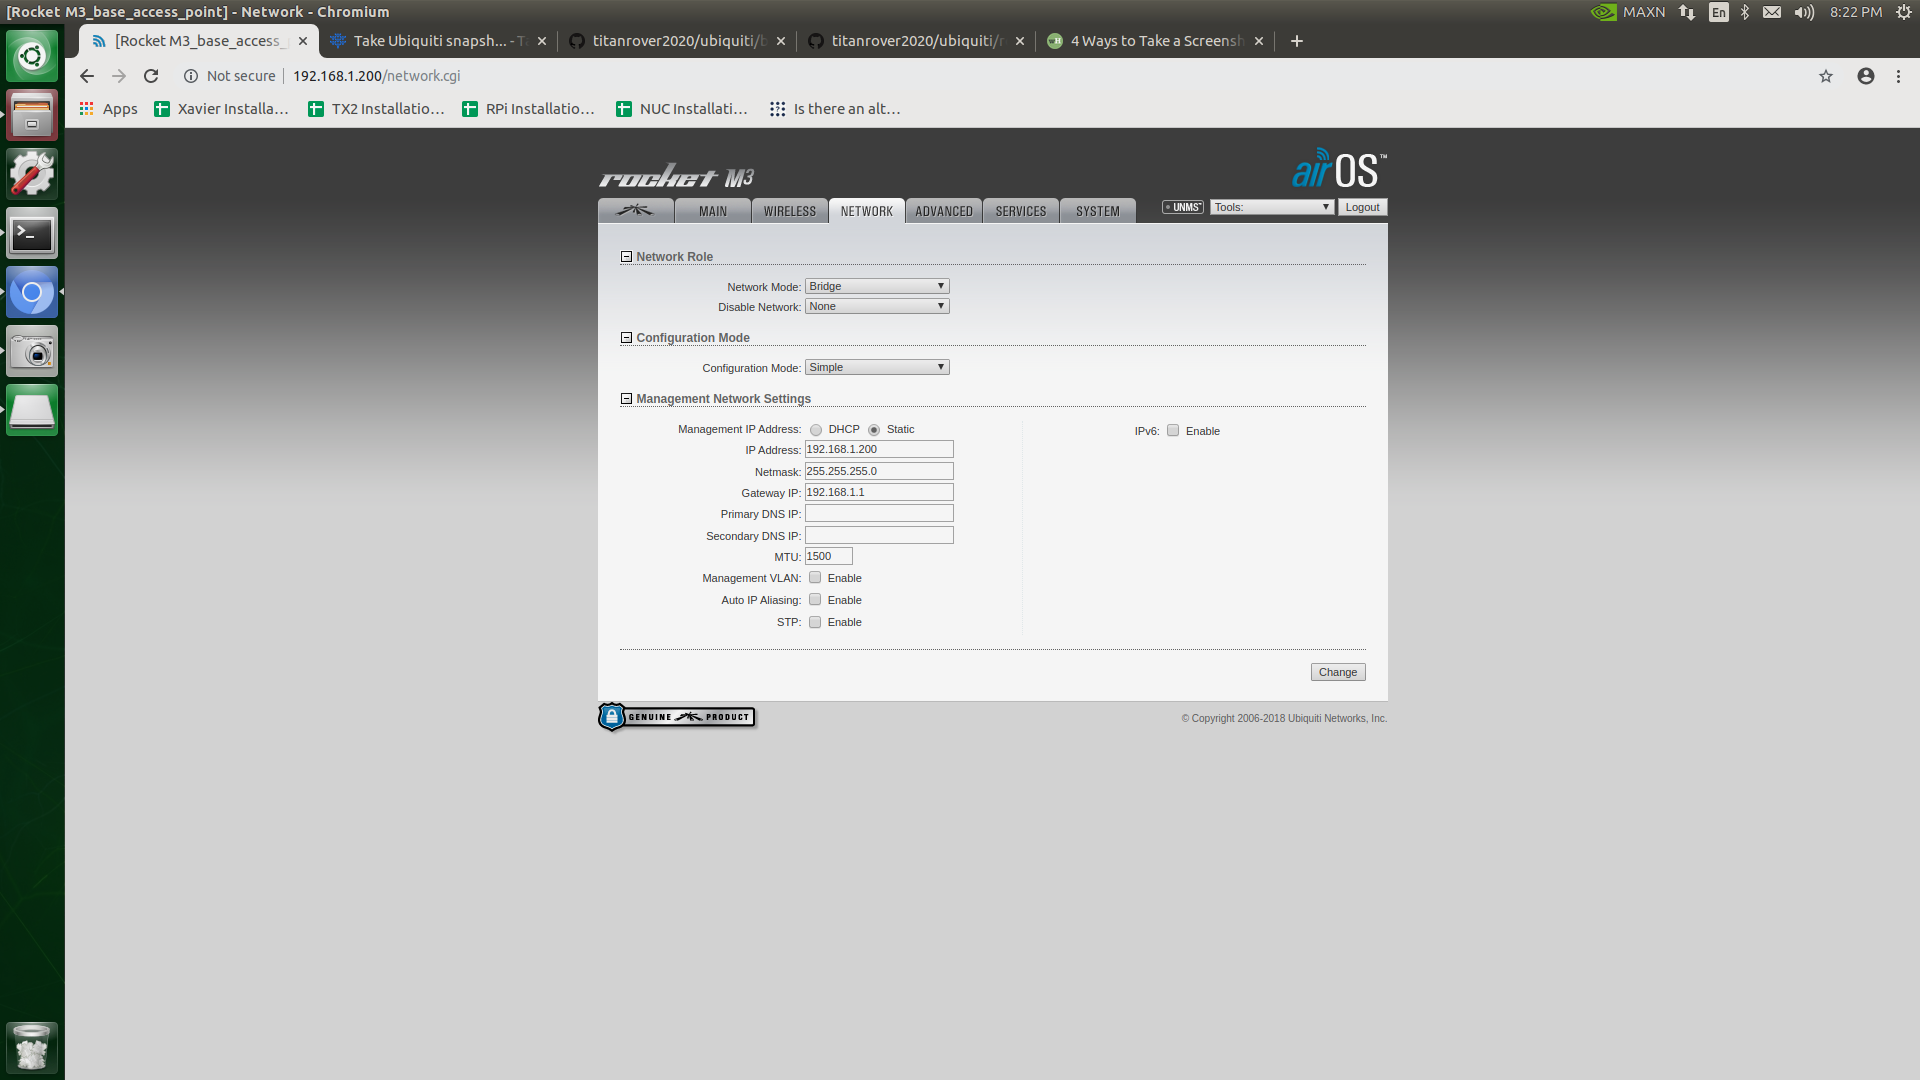 [Rocket M3_base_access_point] - Network - Chromium
MAXN
En
8:22 PM
[Rocket M3_base_access_
Take Ubiquiti snapsh... - T
titanrover2020/ubiquiti/b
titanrover2020/ubiquiti/r
4 Ways to Take a Screensh
Not secure
192.168.1.200/network.cgi
Apps
Xavier Installa...
TX2 Installatio...
RPi Installatio...
NUC Installati...
Is there an alt...
rocket M3
airOS™
MAIN
WIRELESS
NETWORK
ADVANCED
SERVICES
SYSTEM
UNMS™
Tools:
Logout
Network Role
Network Mode: Bridge
Disable Network: None
Configuration Mode
Configuration Mode: Simple
Management Network Settings
Management IP Address: DHCP Static
IPv6: Enable
IP Address: 192.168.1.200
Netmask: 255.255.255.0
Gateway IP: 192.168.1.1
Primary DNS IP:
Secondary DNS IP:
MTU: 1500
Management VLAN: Enable
Auto IP Aliasing: Enable
STP: Enable
Change
GENUINE PRODUCT
© Copyright 2006-2018 Ubiquiti Networks, Inc.